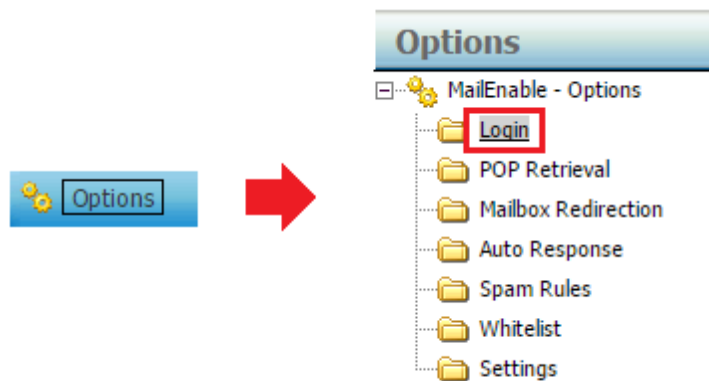 Options
Options
MailEnable - Options
Login
POP Retrieval
Mailbox Redirection
Auto Response
Spam Rules
Whitelist
Settings